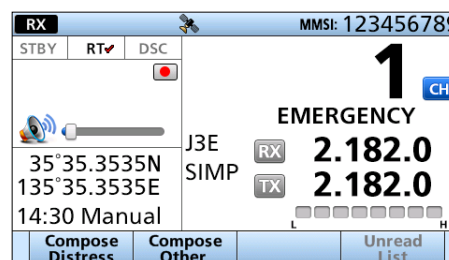 RX MMSI: 123456789
STBY RT✔ DSC
1 CH
EMERGENCY
J3E RX 2.182.0
SIMP TX 2.182.0
35°35.3535N
135°35.3535E
14:30 Manual
L H
Compose Distress
Compose Other
Unread List